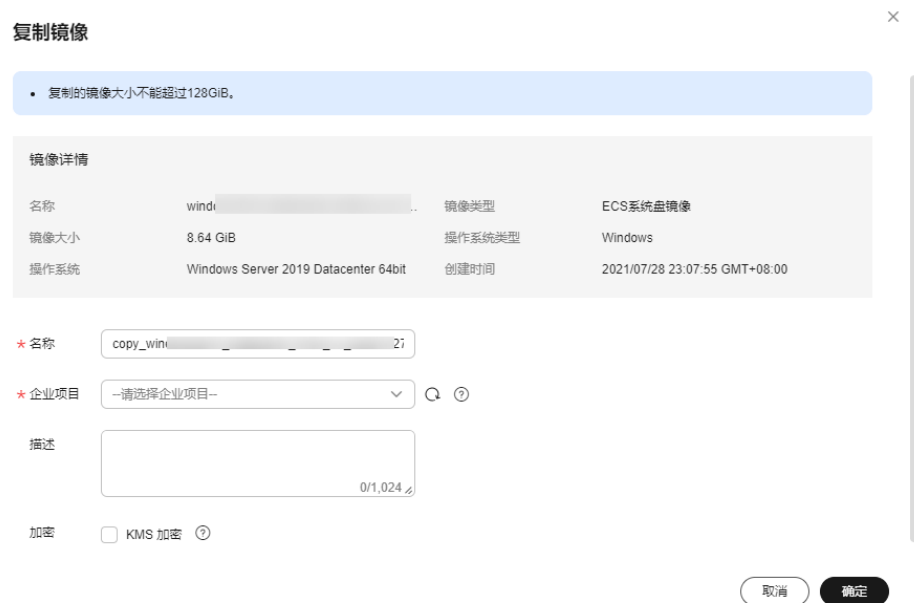 复制镜像
• 复制的镜像大小不能超过128GiB。
镜像详情
名称 wind ..
镜像类型 ECS系统盘镜像
镜像大小 8.64 GiB
操作系统类型 Windows
操作系统 Windows Server 2019 Datacenter 64bit
创建时间 2021/07/28 23:07:55 GMT+08:00
* 名称 copy_win 27
* 企业项目 --请选择企业项目--
描述
0/1,024
加密 KMS 加密
取消 确定